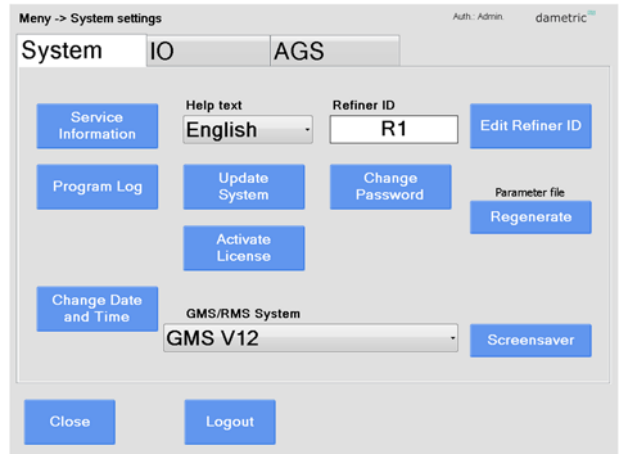 Meny -> System settings
Auth.: Admin.
dametric
System
IO
AGS
Help text
Refiner ID
Service
Information
English
R1
Edit Refiner ID
Program Log
Update
System
Change
Password
Parameter file
Regenerate
Activate
License
Change Date
and Time
GMS/RMS System
GMS V12
Screensaver
Close
Logout